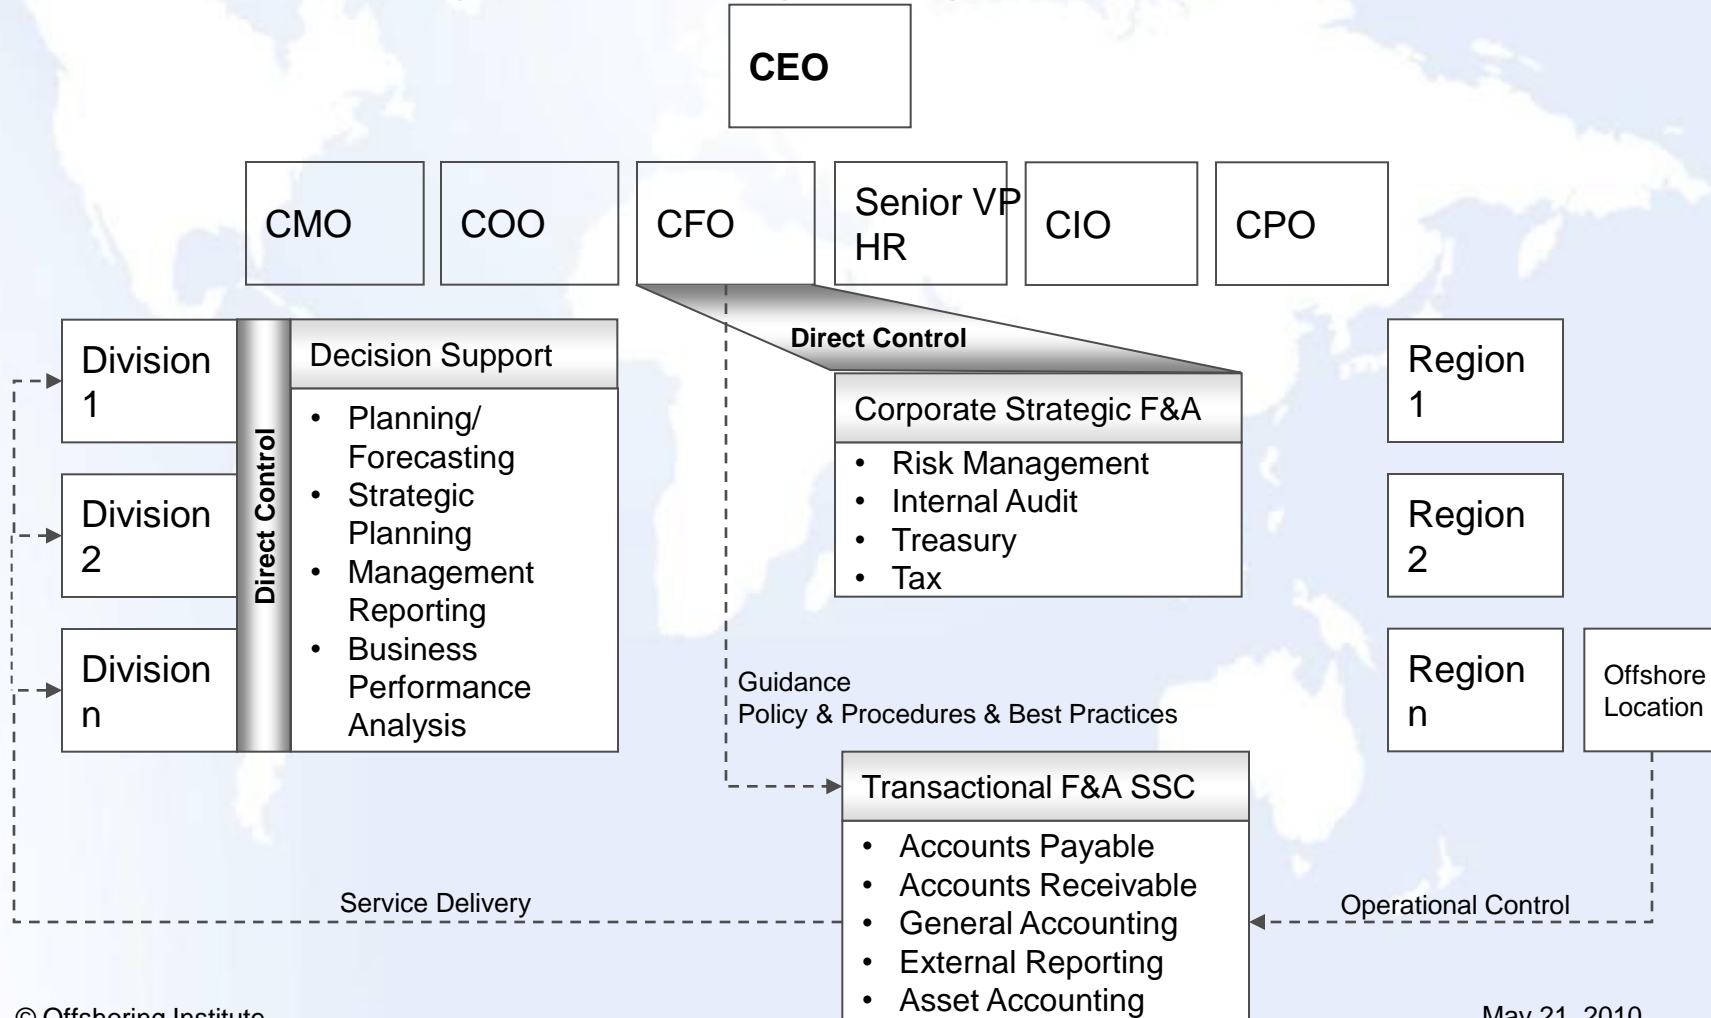 CEO
CMO
COO
CFO
Senior VP
HR
CIO
CPO
Direct Control
Division
1
Division
2
Division
n
Direct Control
Decision Support
• Planning/
Forecasting
• Strategic
Planning
• Management
Reporting
• Business
Performance
Analysis
Corporate Strategic F&A
• Risk Management
• Internal Audit
• Treasury
• Tax
Region
1
Region
2
Region
n
Offshore
Location
Guidance
Policy & Procedures & Best Practices
Transactional F&A SSC
• Accounts Payable
• Accounts Receivable
• General Accounting
• External Reporting
• Asset Accounting
Service Delivery
Operational Control
© Offshoring Institute
May 21, 2010